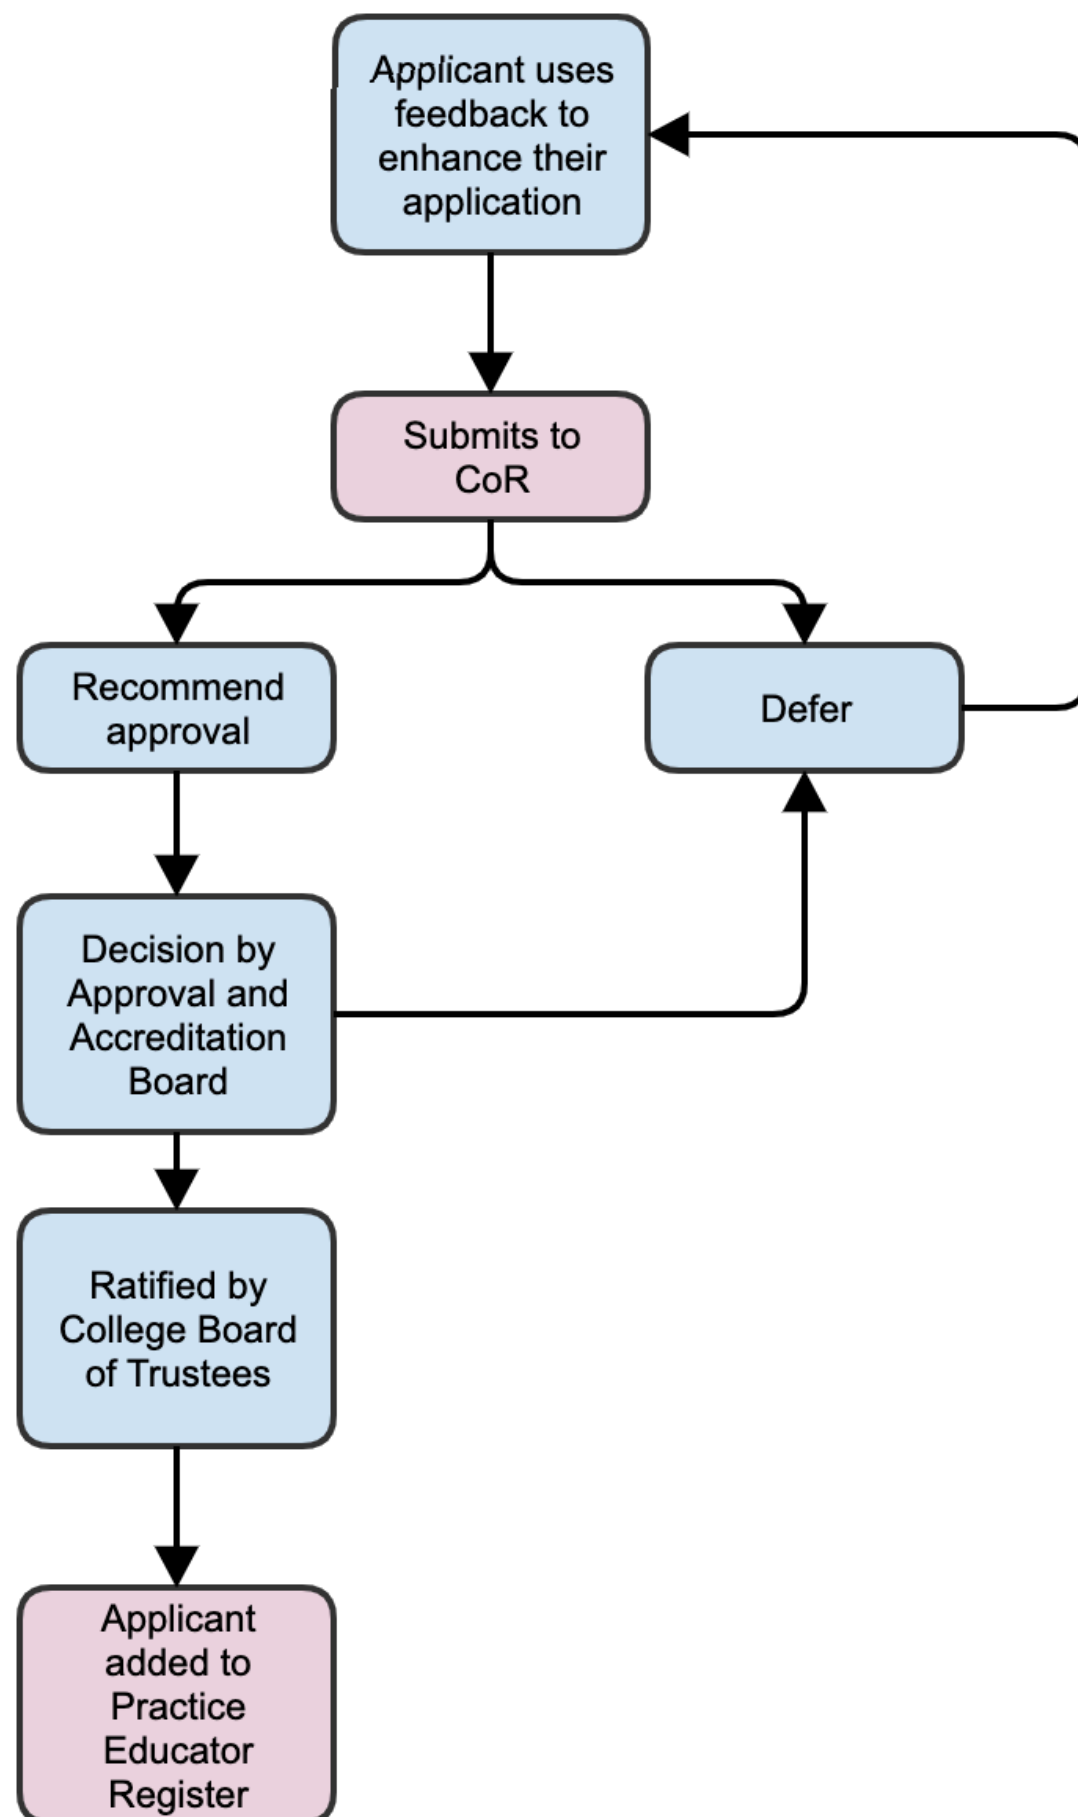 Applicant uses
feedback to
enhance their
application
Submits to
CoR
Recommend
approval
Defer
Decision by
Approval and
Accreditation
Board
Ratified by
College Board
of Trustees
Applicant
added to
Practice
Educator
Register